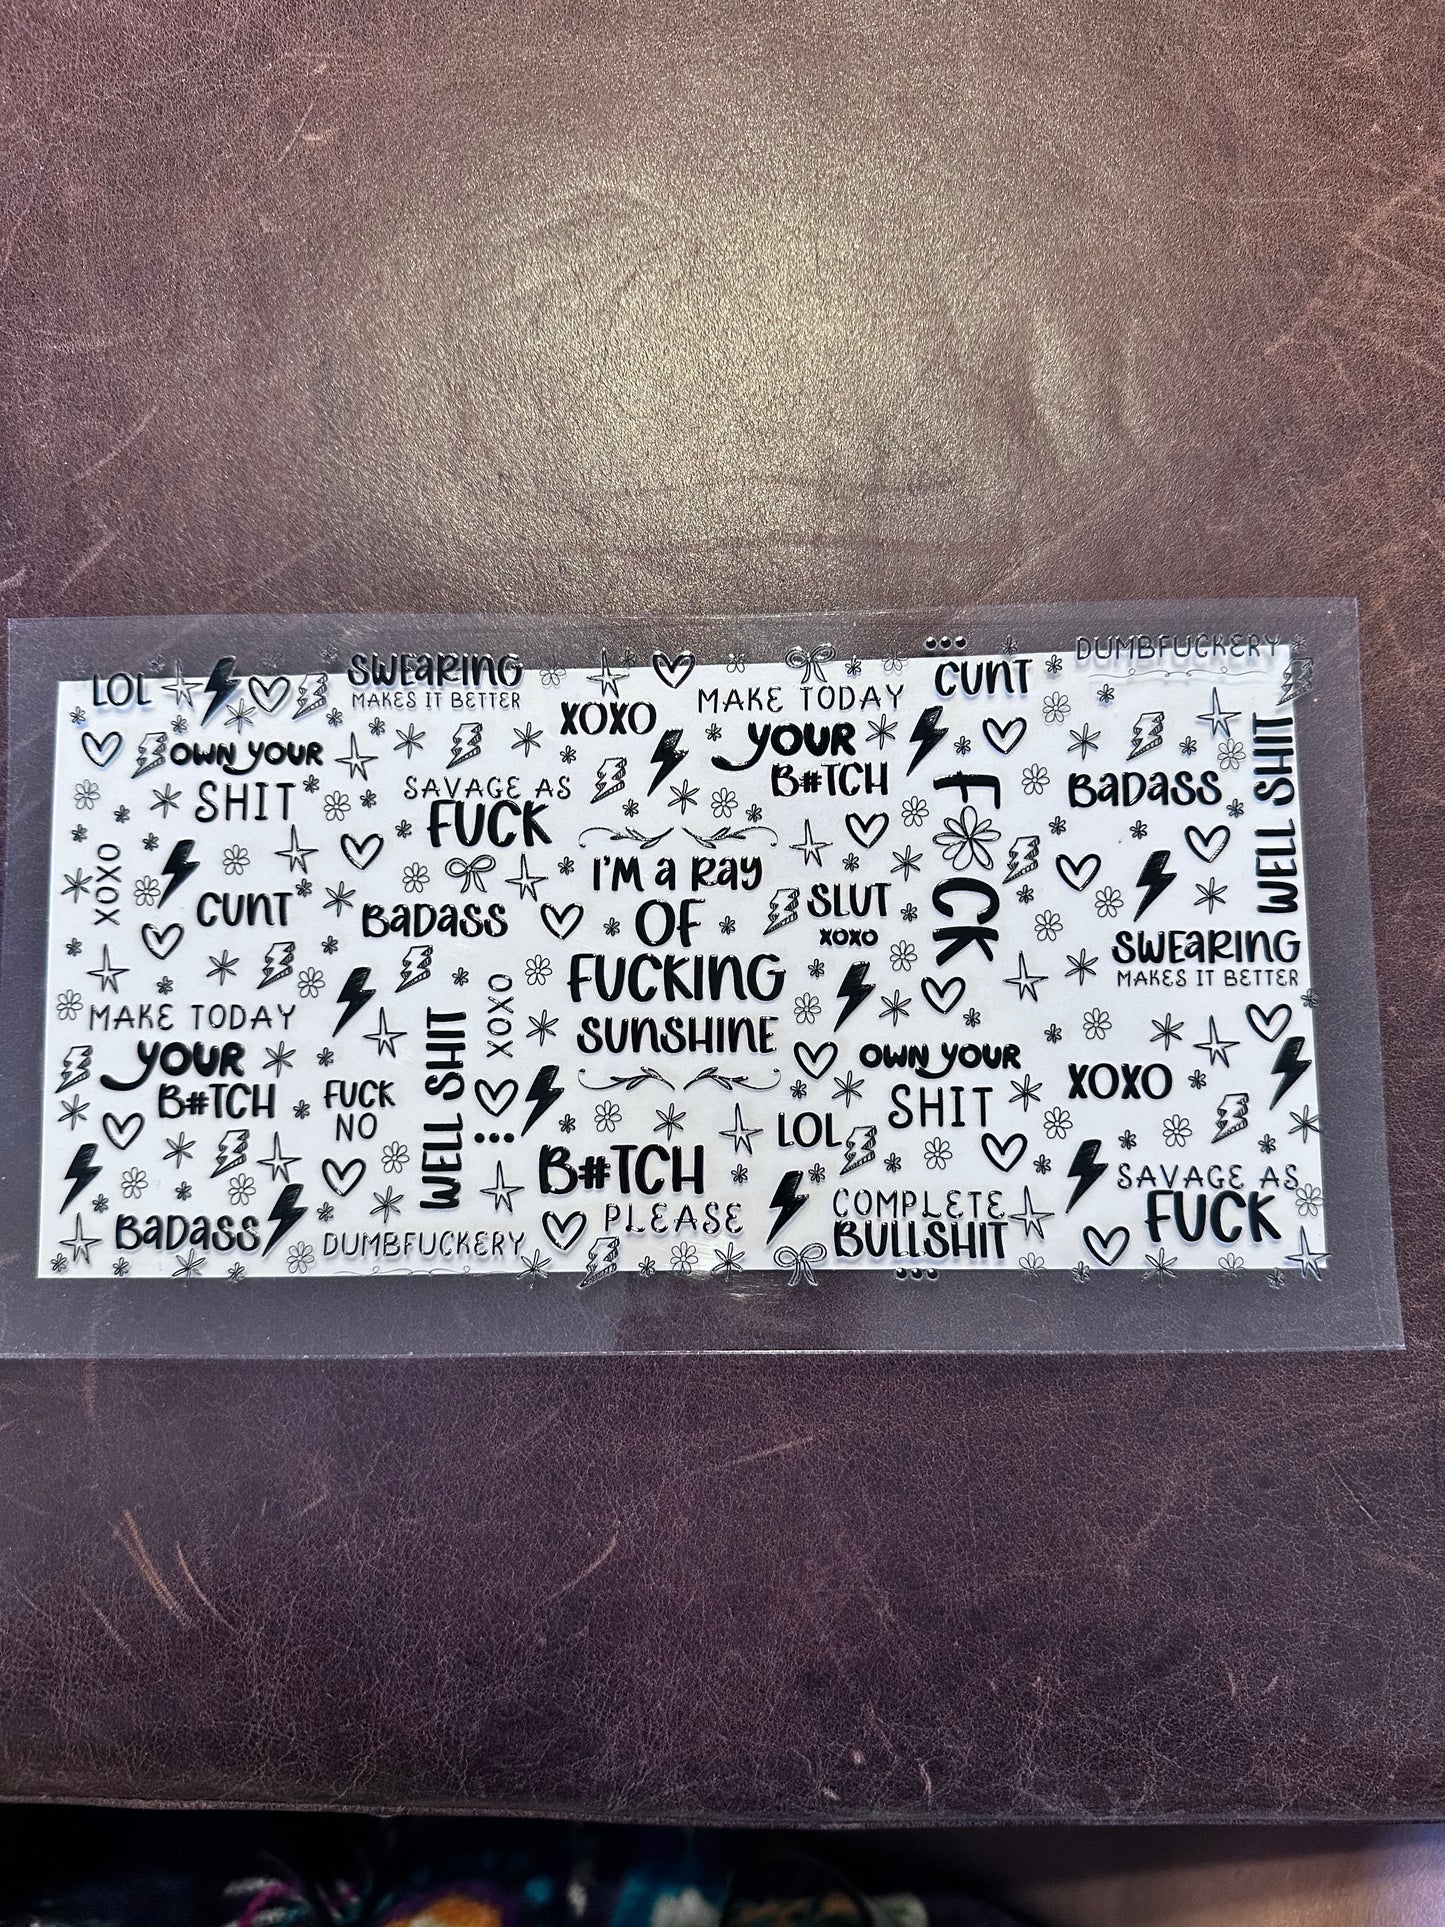 LOL
SWEARING
MAKES IT BETTER
XOXO
MAKE TODAY
YOUR
B#TCH
CUNT
DUMBFUCKERY
OWN YOUR
SHIT
SAVAGE AS
FUCK
F CK
BADASS
WELL SHIT
XOXO
CUNT
BADASS
I'M A RAY
OF
FUCKING
SUNSHINE
SLUT
XOXO
SWEARING
MAKES IT BETTER
MAKE TODAY
YOUR
B#TCH
FUCK
NO
WELL SHIT
XOXO
OWN YOUR
SHIT
XOXO
LOL
BADASS
DUMBFUCKERY
B#TCH
PLEASE
COMPLETE
BULLSHIT
SAVAGE AS
FUCK